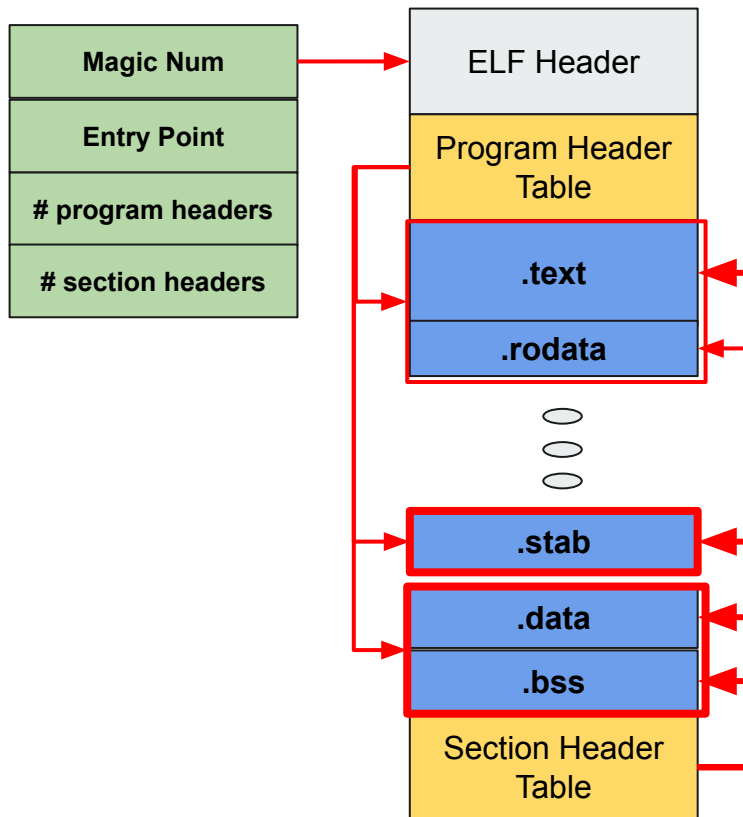 Magic Num
Entry Point
# program headers
# section headers
ELF Header
Program Header
Table
.text
.rodata
.stab
.data
.bss
Section Header
Table